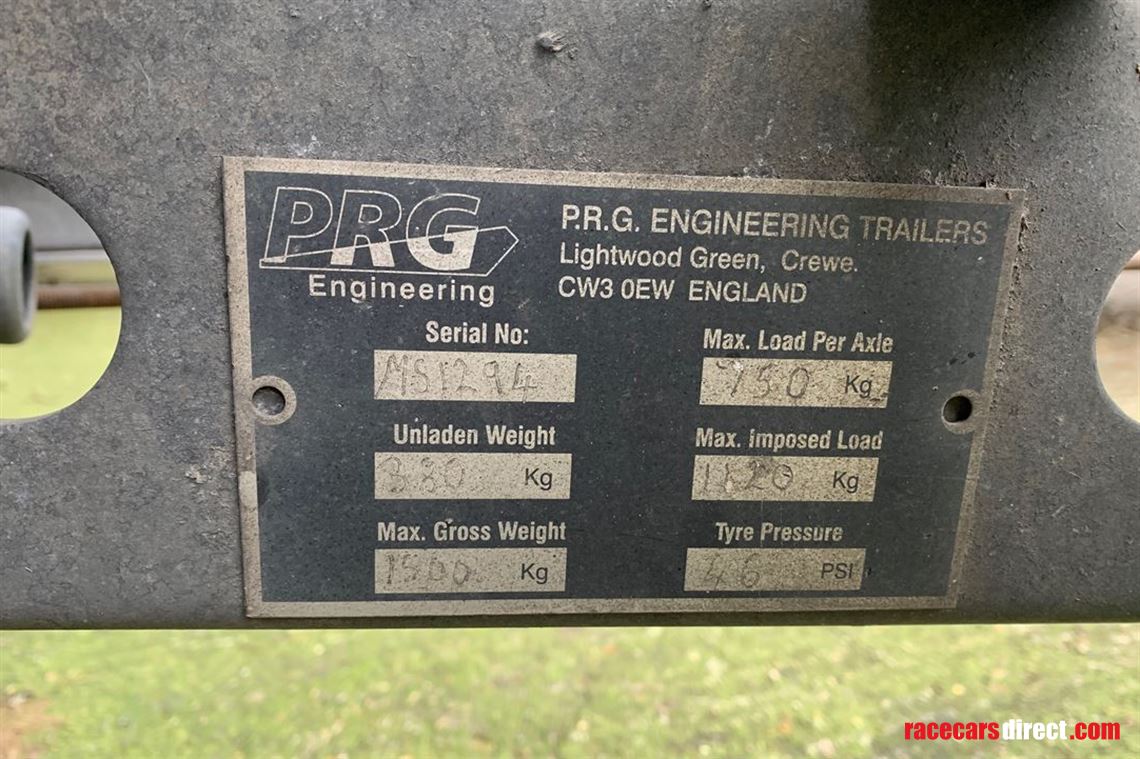 PRG
Engineering
P.R.G. ENGINEERING TRAILERS
Lightwood Green, Crewe.
CW3 0EW ENGLAND
Serial No:
MS1294
Unladen Weight
380 Kg
Max. Gross Weight
1500 Kg
Max. Load Per Axle
750 Kg
Max. Imposed Load
1120 Kg
Tyre Pressure
46 PSI
racecarsdirect.com